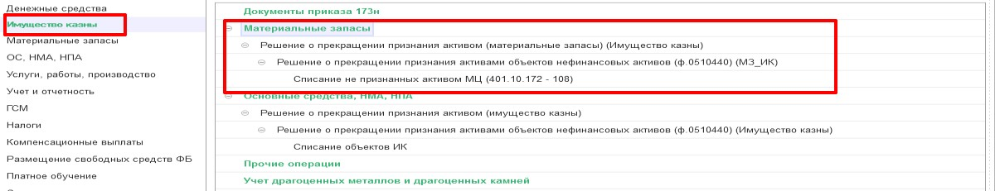 Денежные средства
Имущество казны
Материальные запасы
ОС, НМА, НПА
Услуги, работы, производство
Учет и отчетность
ГСМ
Налоги
Компенсационные выплаты
Размещение свободных средств ФБ
Платное обучение
Документы приказа 173н
Материальные запасы
Решение о прекращении признания активом (материальные запасы) (Имущество казны)
Решение о прекращении признания активами объектов нефинансовых активов (ф.0510440) (МЗ_ИК)
Списание не признанных активом МЦ (401.10.172 - 108)
Основные средства, НМА, НПА
Решение о прекращении признания активом (имущество казны)
Решение о прекращении признания активами объектов нефинансовых активов (ф.0510440) (Имущество казны)
Списание объектов ИК
Прочие операции
Учет драгоценных металлов и драгоценных камней